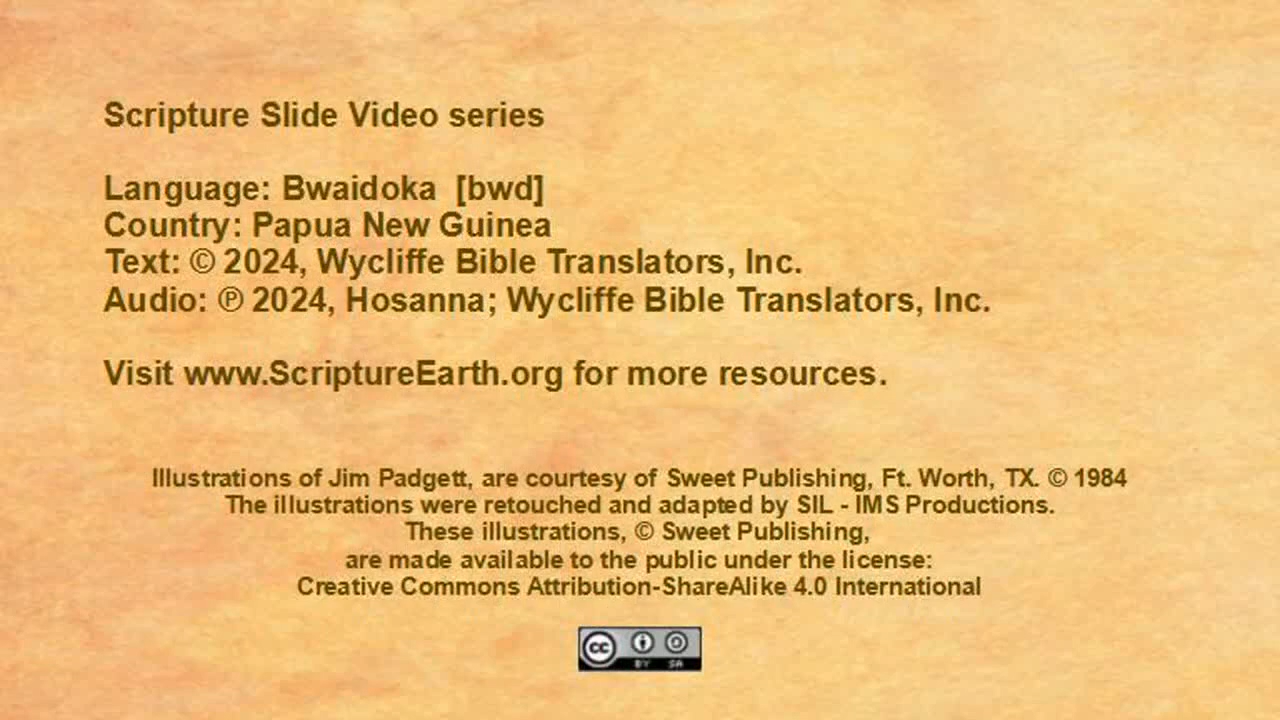 Scripture Slide Video series
Language: Bwaidoka [bwd]
Country: Papua New Guinea
Text: © 2024, Wycliffe Bible Translators, Inc.
Audio: ℗ 2024, Hosanna; Wycliffe Bible Translators, Inc.
Visit www.ScriptureEarth.org for more resources.
Illustrations of Jim Padgett, are courtesy of Sweet Publishing, Ft. Worth, TX. © 1984
The illustrations were retouched and adapted by SIL - IMS Productions.
These illustrations, © Sweet Publishing,
are made available to the public under the license:
Creative Commons Attribution-ShareAlike 4.0 International
cc
BY SA